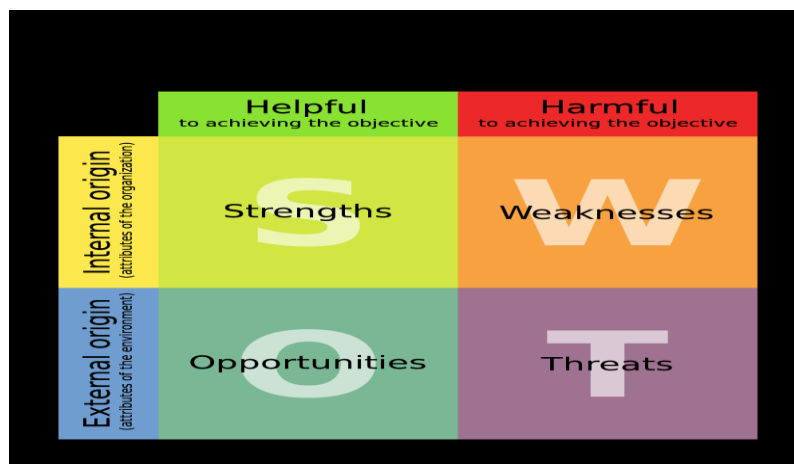 Helpful
to achieving the objective
Harmful
to achieving the objective
Internal origin
(attributes of the organization)
S
Strengths
W
Weaknesses
External origin
(attributes of the environment)
O
Opportunities
T
Threats